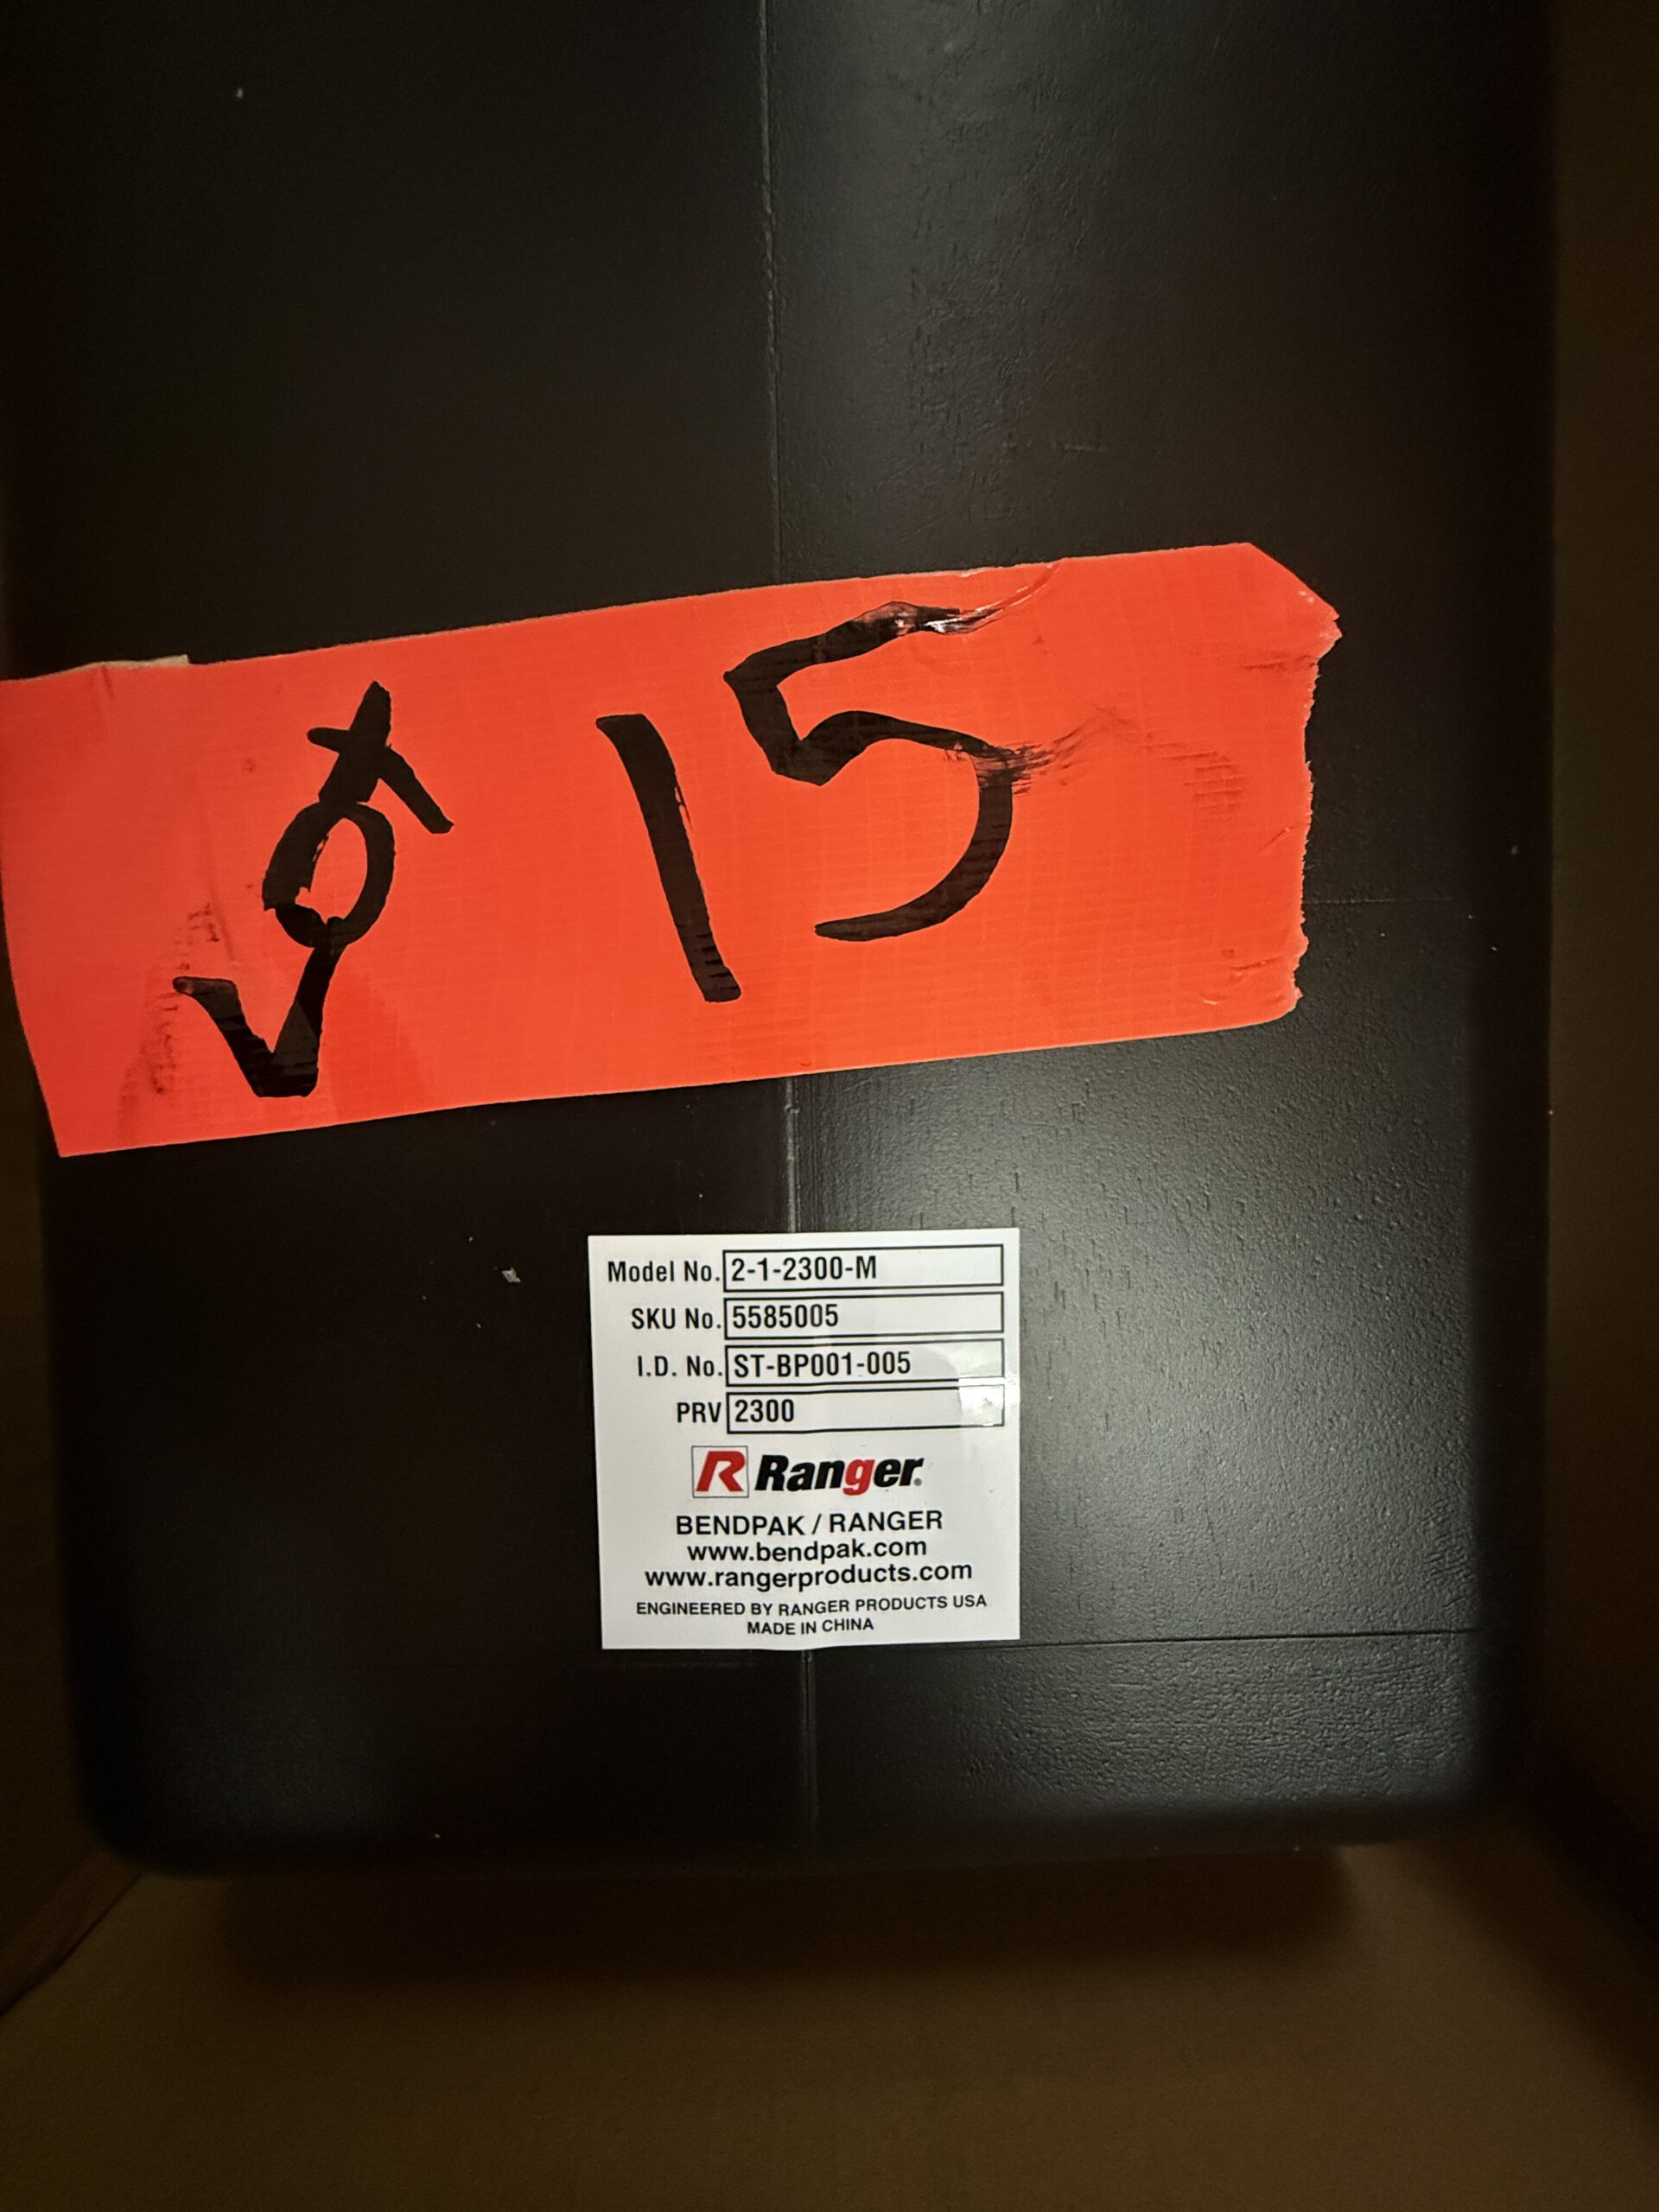 15
Model No. 2-1-2300-M
SKU No. 5585005
I.D. No. ST-BP001-005
PRV 2300
R Ranger®
BENDPAK / RANGER
www.bendpak.com
www.rangerproducts.com
ENGINEERED BY RANGER PRODUCTS USA
MADE IN CHINA